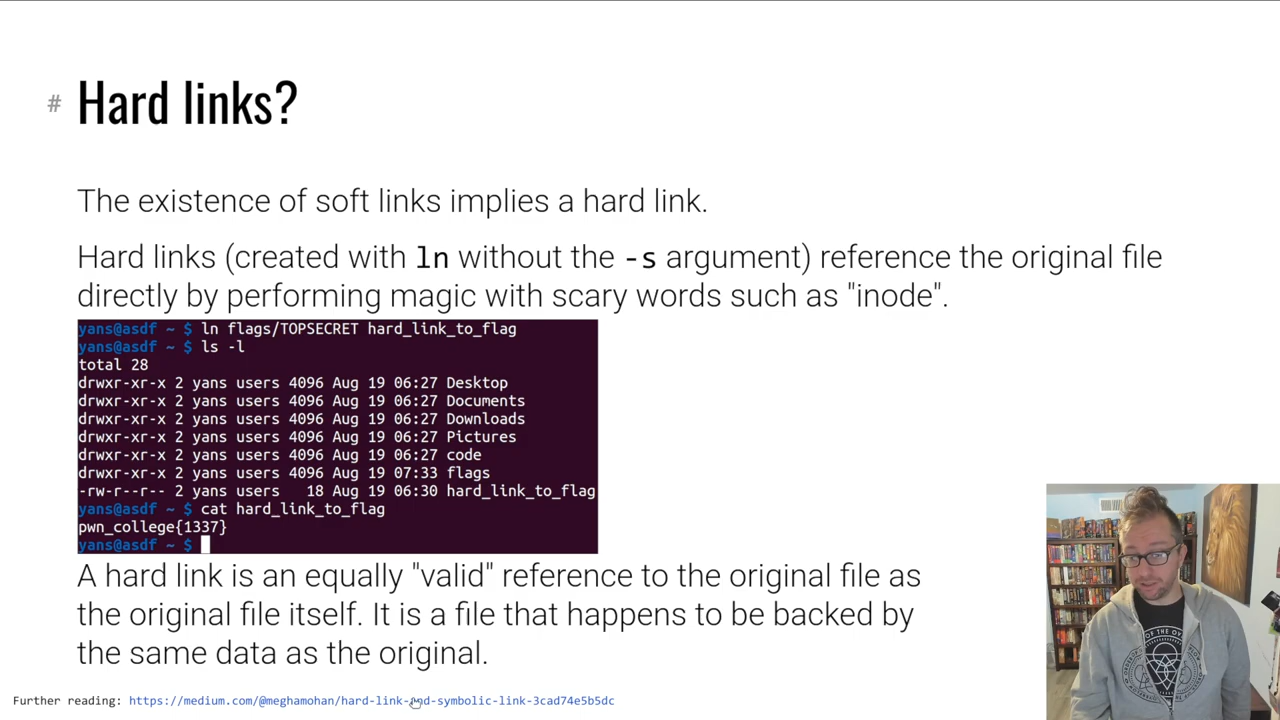 # Hard links?
The existence of soft links implies a hard link.
Hard links (created with ln without the -s argument) reference the original file
directly by performing magic with scary words such as "inode".
yans@asdf ~ $ ln flags/TOPSECRET hard_link_to_flag
yans@asdf ~ $ ls -l
total 28
drwxr-xr-x 2 yans users 4096 Aug 19 06:27 Desktop
drwxr-xr-x 2 yans users 4096 Aug 19 06:27 Documents
drwxr-xr-x 2 yans users 4096 Aug 19 06:27 Downloads
drwxr-xr-x 2 yans users 4096 Aug 19 06:27 Pictures
drwxr-xr-x 2 yans users 4096 Aug 19 06:27 code
drwxr-xr-x 2 yans users 4096 Aug 19 07:33 flags
-rw-r--r-- 2 yans users 18 Aug 19 06:30 hard_link_to_flag
yans@asdf ~ $ cat hard_link_to_flag
pwn_college{1337}
yans@asdf ~ $
A hard link is an equally "valid" reference to the original file as
the original file itself. It is a file that happens to be backed by
the same data as the original.
Further reading: https://medium.com/@meghamohan/hard-link-and-symbolic-link-3cad74e5b5dc